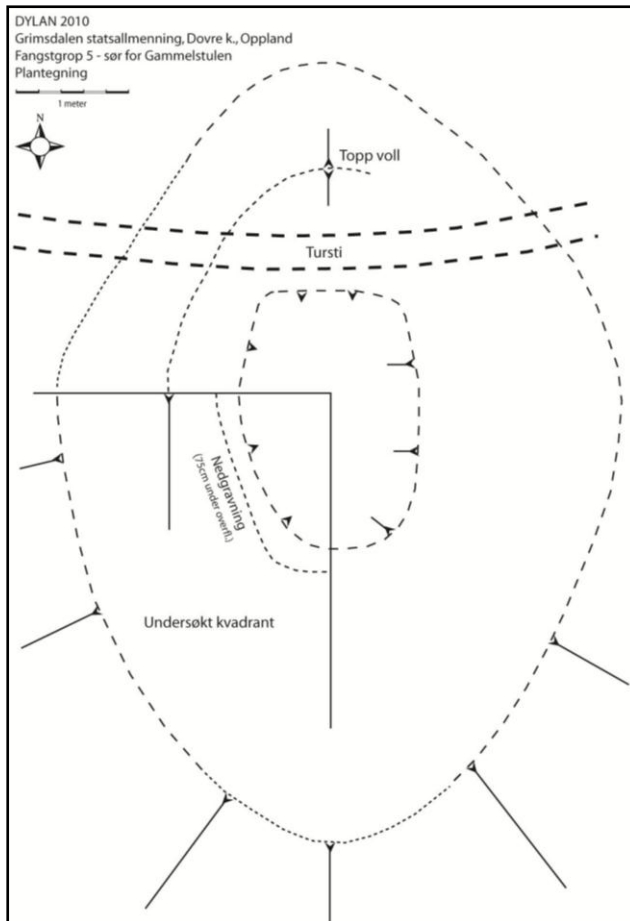 DYLAN 2010
Grimsdalen statsallmenning, Dovre k., Oppland
Fangstgrop 5 - sør for Gammelstulen
Plantegning
1 meter
N
Topp voll
Tursti
Nedgravning
(75cm under overfl.)
Undersøkt kvadrant